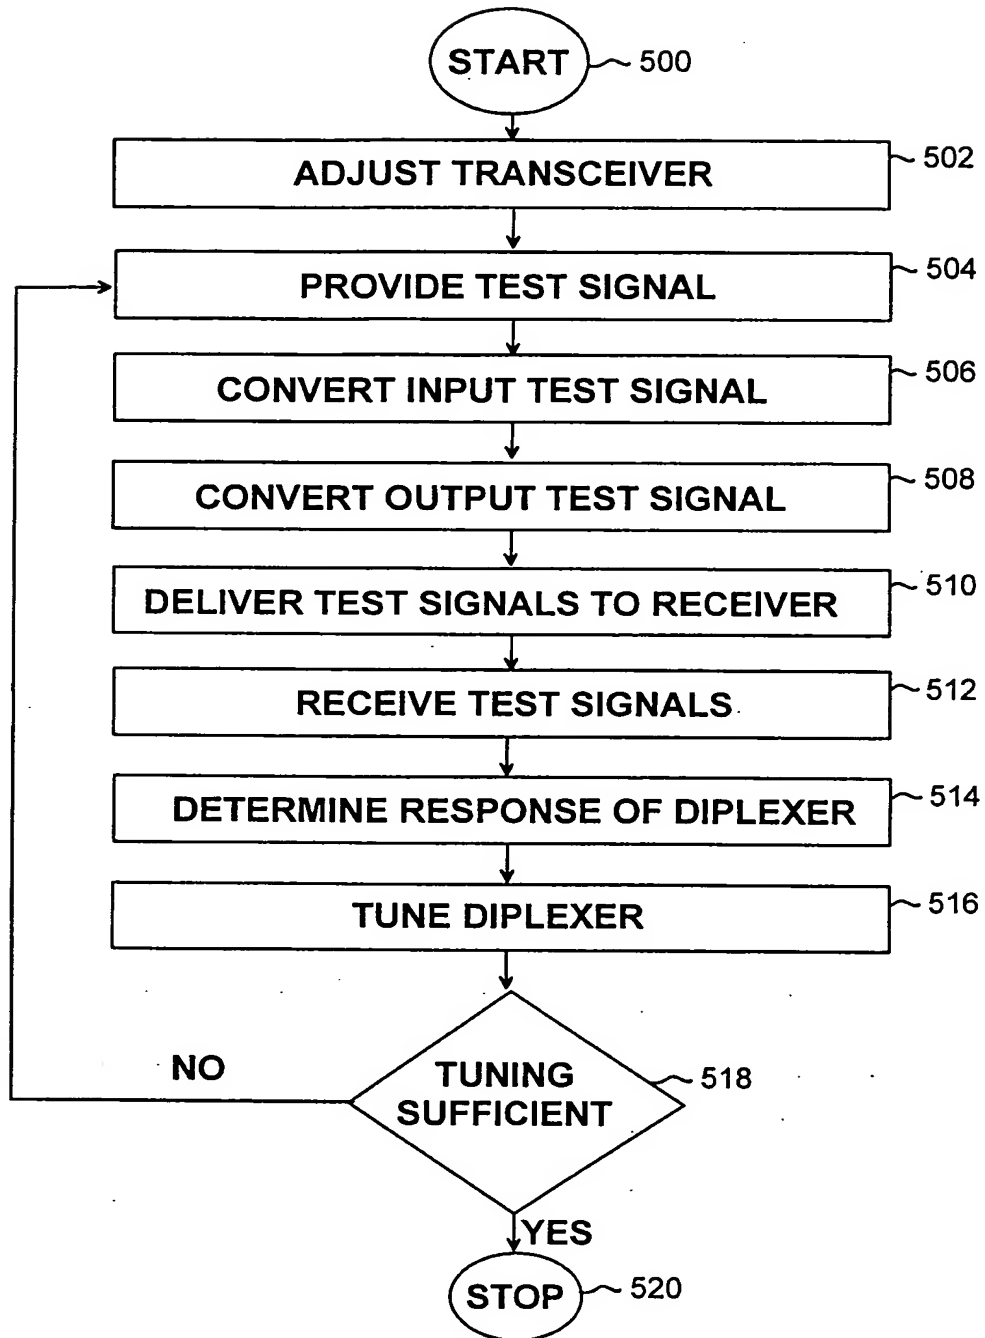 START
500
ADJUST TRANSCEIVER
502
PROVIDE TEST SIGNAL
504
CONVERT INPUT TEST SIGNAL
506
CONVERT OUTPUT TEST SIGNAL
508
DELIVER TEST SIGNALS TO RECEIVER
510
RECEIVE TEST SIGNALS
512
DETERMINE RESPONSE OF DIPLEXER
514
TUNE DIPLEXER
516
NO
TUNING
SUFFICIENT
518
YES
STOP
520